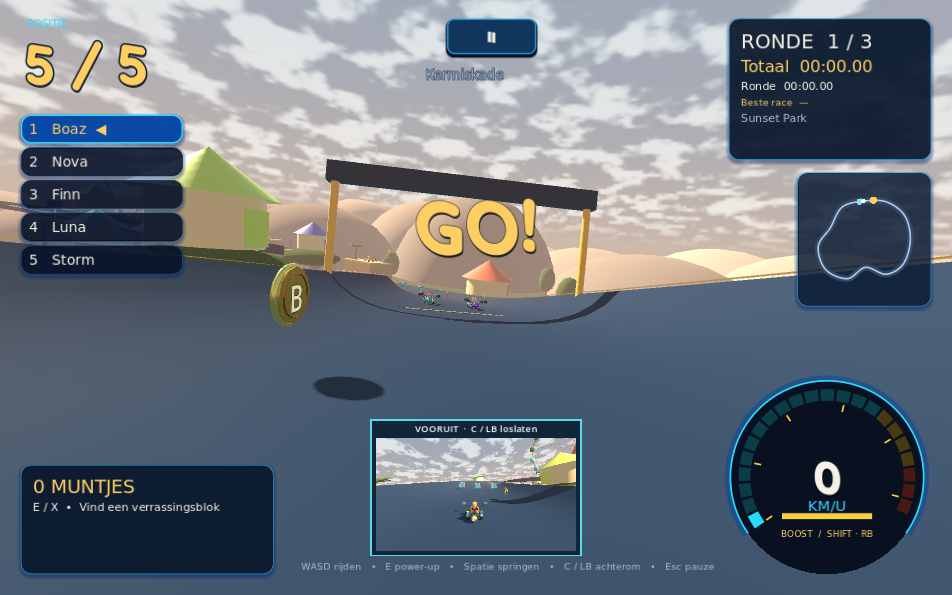 POSITIE
5 / 5
1 Boaz ◀
2 Nova
3 Finn
4 Luna
5 Storm
Kermiskade
GO!
B
RONDE 1 / 3
Totaal 00:00.00
Ronde 00:00.00
Beste race —
Sunset Park
VOORUIT · C / LB loslaten
0 MUNTJES
E / X • Vind een verrassingsblok
0
KM/U
BOOST / SHIFT · RB
WASD rijden • E power-up • Spatie springen • C / LB achterom • Esc pauze